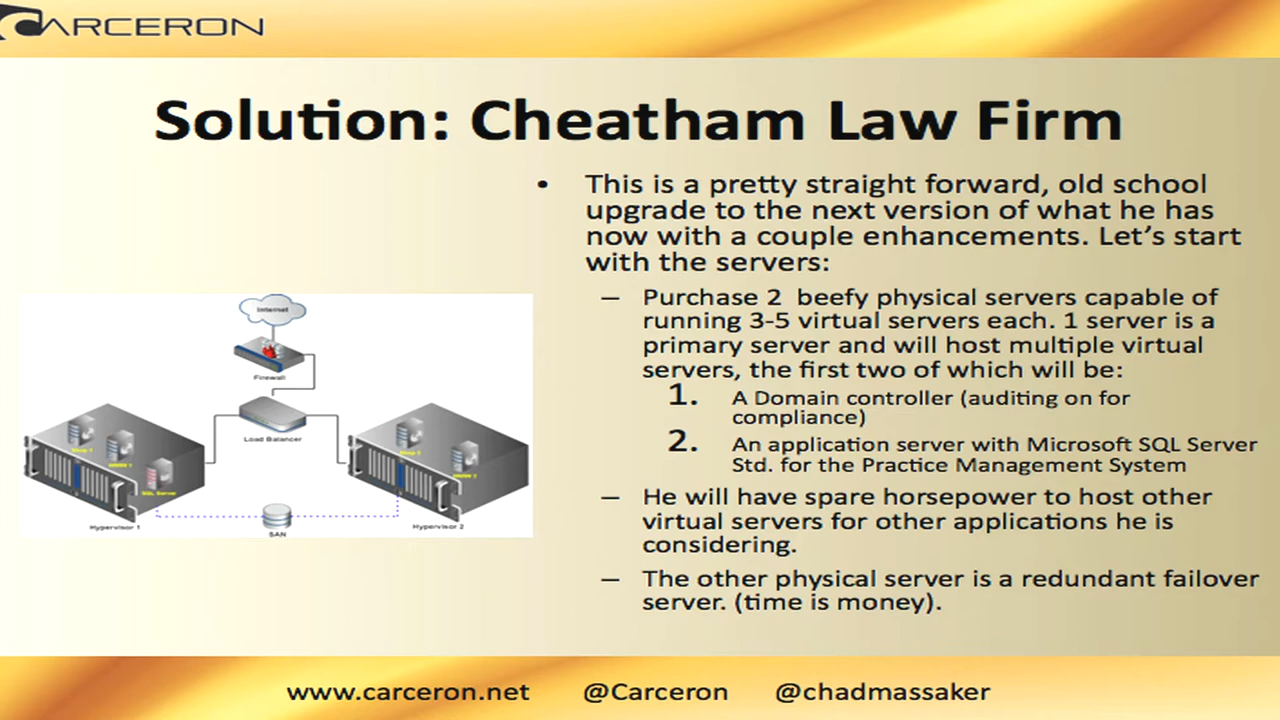 CARCERON
Solution: Cheatham Law Firm
• This is a pretty straight forward, old school
upgrade to the next version of what he has
now with a couple enhancements. Let's start
with the servers:
– Purchase 2 beefy physical servers capable of
running 3-5 virtual servers each. 1 server is a
primary server and will host multiple virtual
servers, the first two of which will be:
1. A Domain controller (auditing on for
compliance)
2. An application server with Microsoft SQL Server
Std. for the Practice Management System
– He will have spare horsepower to host other
virtual servers for other applications he is
considering.
– The other physical server is a redundant failover
server. (time is money).
Internet
Firewall
Load Balancer
SQL Server
Hypervisor 1
Hypervisor 2
SAN
www.carceron.net @Carceron @chadmassaker